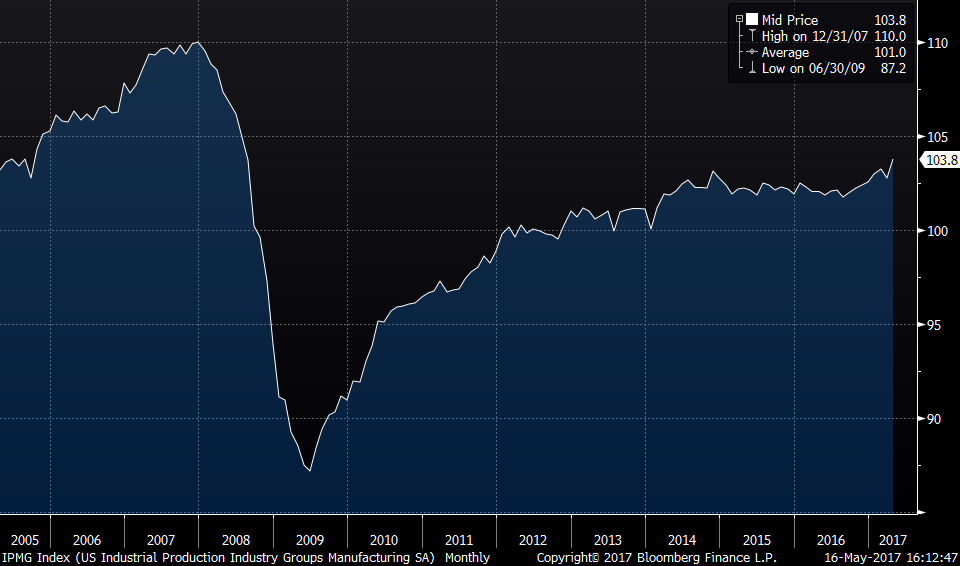 Mid Price 103.8
High on 12/31/07 110.0
Average 101.0
Low on 06/30/09 87.2
110
105
103.8
100
95
90
2005 2006 2007 2008 2009 2010 2011 2012 2013 2014 2015 2016 2017
IPMG Index (US Industrial Production Industry Groups Manufacturing SA) Monthly Copyright© 2017 Bloomberg Finance L.P. 16-May-2017 16:12:47